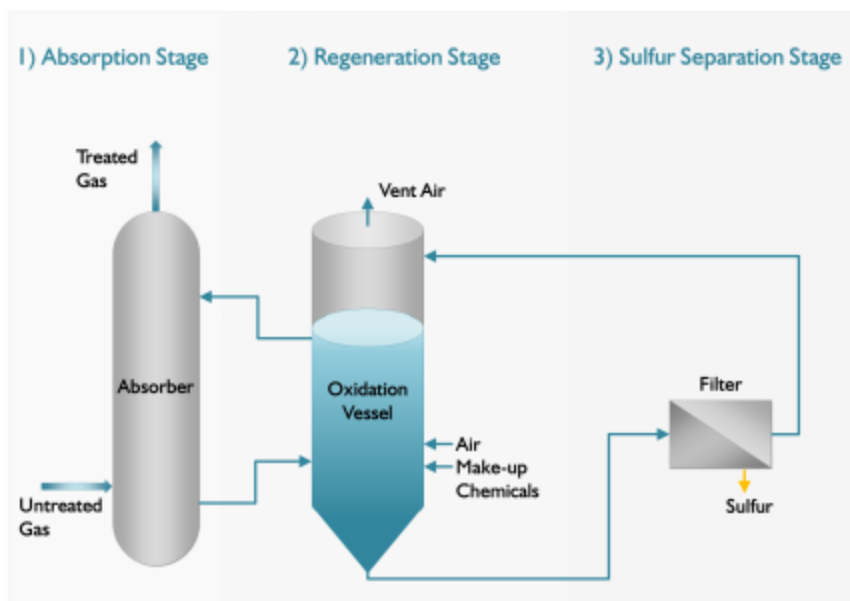 1) Absorption Stage
2) Regeneration Stage
3) Sulfur Separation Stage
Treated
Gas
Vent Air
Absorber
Oxidation
Vessel
Filter
Air
Make-up
Chemicals
Untreated
Gas
Sulfur